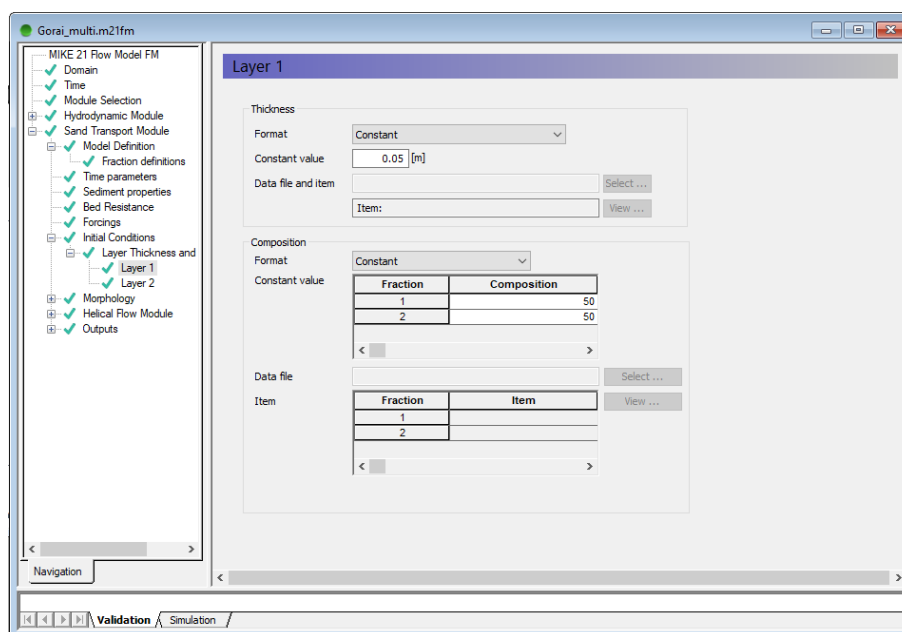 Gorai_multi.m21fm
MIKE 21 Flow Model FM
Domain
Time
Module Selection
Hydrodynamic Module
Sand Transport Module
Model Definition
Fraction definitions
Time parameters
Sediment properties
Bed Resistance
Forcings
Initial Conditions
Layer Thickness and
Layer 1
Layer 2
Morphology
Helical Flow Module
Outputs
Navigation
Layer 1
Thickness
Format Constant
Constant value 0.05 [m]
Data file and item Select ...
Item: View ...
Composition
Format Constant
Constant value Fraction Composition
1 50
2 50
Data file Select ...
Item Fraction Item View ...
1
2
Validation Simulation